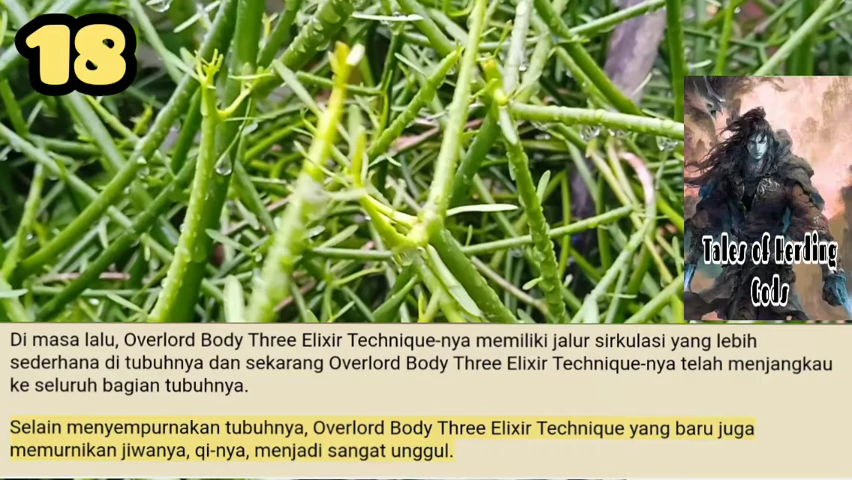 18
Tales of Herding
Gods
Di masa lalu, Overlord Body Three Elixir Technique-nya memiliki jalur sirkulasi yang lebih
sederhana di tubuhnya dan sekarang Overlord Body Three Elixir Technique-nya telah menjangkau
ke seluruh bagian tubuhnya.
Selain menyempurnakan tubuhnya, Overlord Body Three Elixir Technique yang baru juga
memurnikan jiwanya, qi-nya, menjadi sangat unggul.